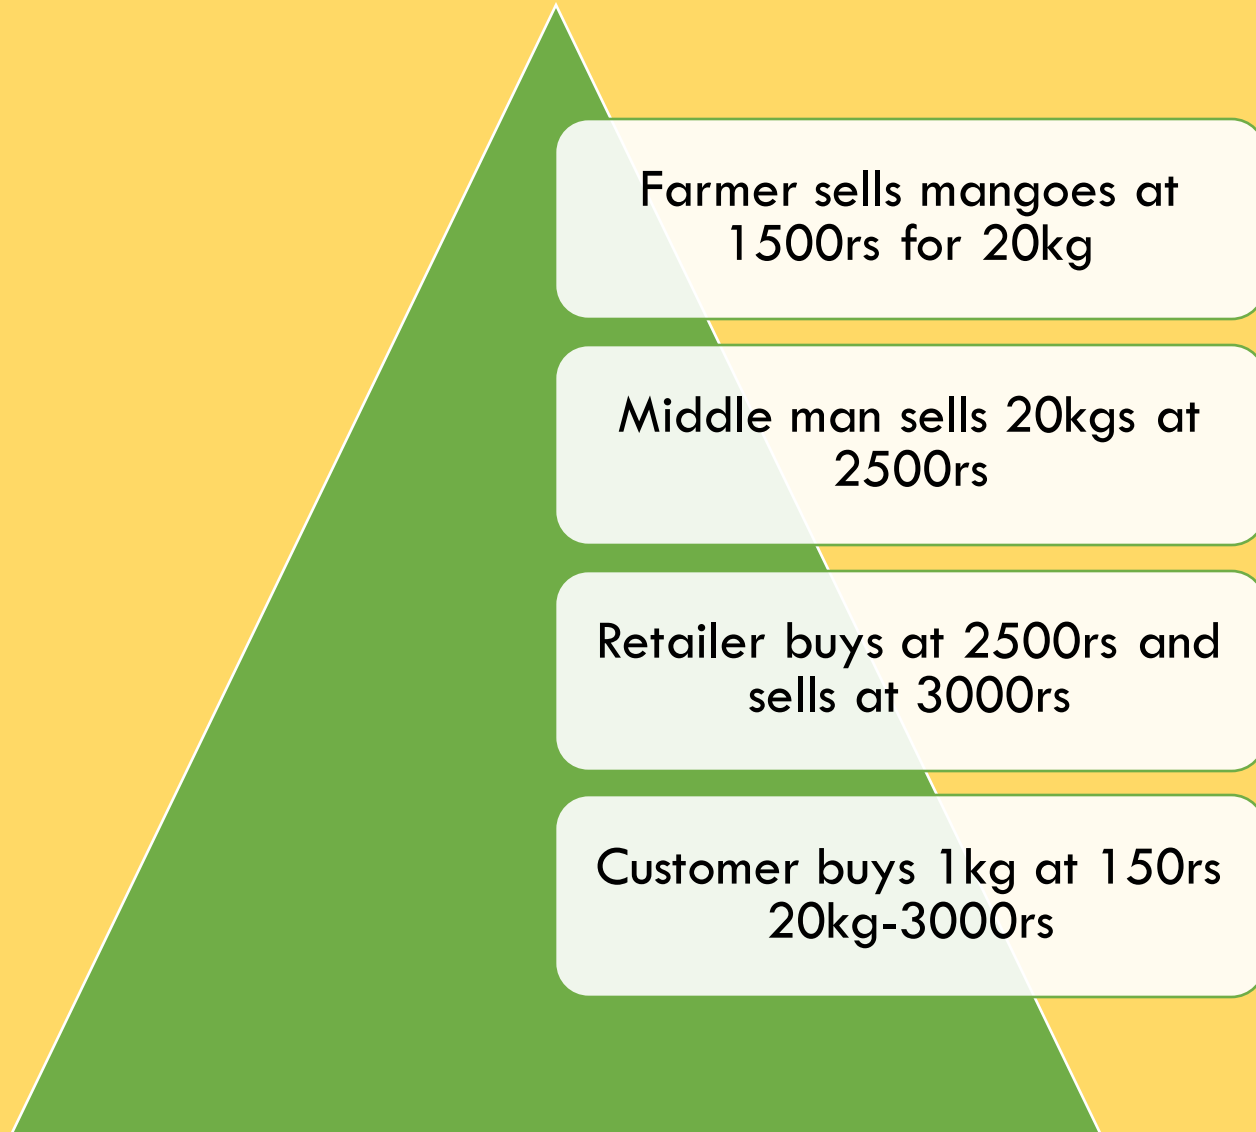 Farmer sells mangoes at
1500rs for 20kg
Middle man sells 20kgs at
2500rs
Retailer buys at 2500rs and
sells at 3000rs
Customer buys 1kg at 150rs
20kg-3000rs